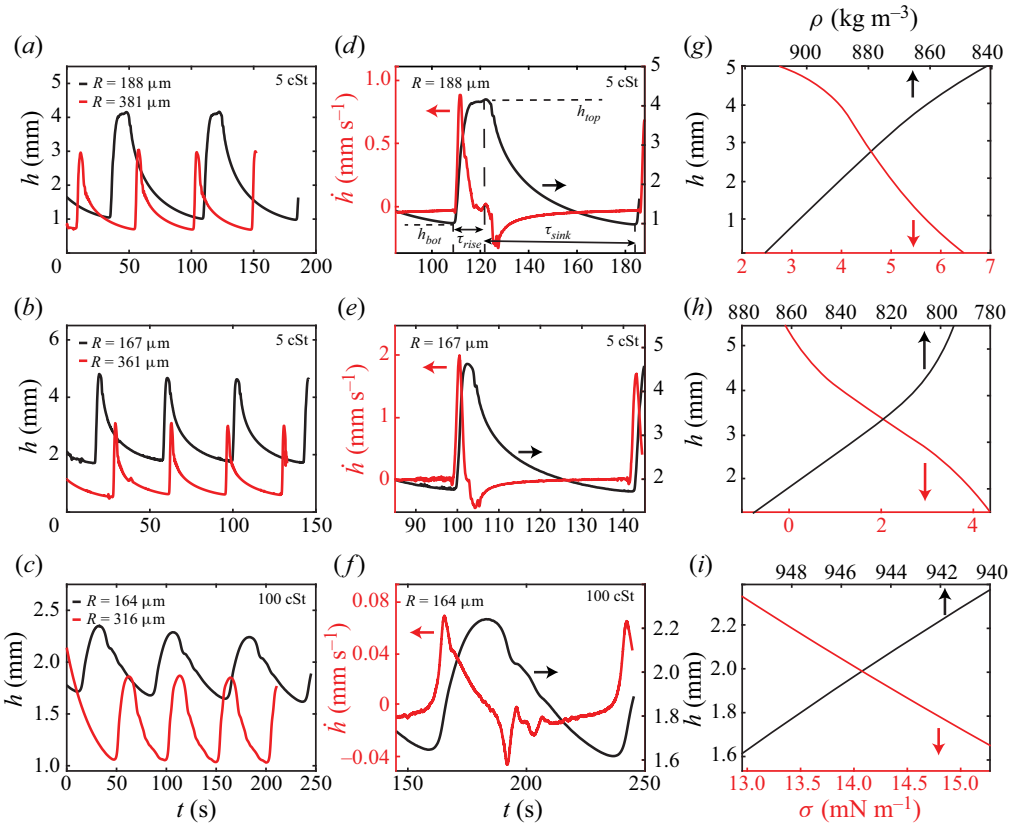 (a)
h (mm)
5
4
3
2
1
0
50
100
150
200
R = 188 μm
R = 381 μm
5 cSt
(d)
ḣ (mm s–1)
1.0
0.5
0
R = 188 μm
5 cSt
htop
hbot
τrise
τsink
5
4
3
2
1
100
120
140
160
180
(g)
ρ (kg m–3)
900
880
860
840
h (mm)
5
4
3
2
1
2
3
4
5
6
7
(b)
h (mm)
6
4
2
0
50
100
150
R = 167 μm
R = 361 μm
5 cSt
(e)
ḣ (mm s–1)
2
1
0
R = 167 μm
5 cSt
5
4
3
2
90
100
110
120
130
140
(h)
880
860
840
820
800
780
h (mm)
5
4
3
2
0
2
4
(c)
h (mm)
2.5
2.0
1.5
1.0
0
50
100
150
200
250
t (s)
R = 164 μm
R = 316 μm
100 cSt
(f)
ḣ (mm s–1)
0.08
0.04
0
–0.04
R = 164 μm
100 cSt
2.2
2.0
1.8
1.6
150
200
250
t (s)
(i)
948
946
944
942
940
h (mm)
2.2
2.0
1.8
1.6
13.0
13.5
14.0
14.5
15.0
σ (mN m–1)